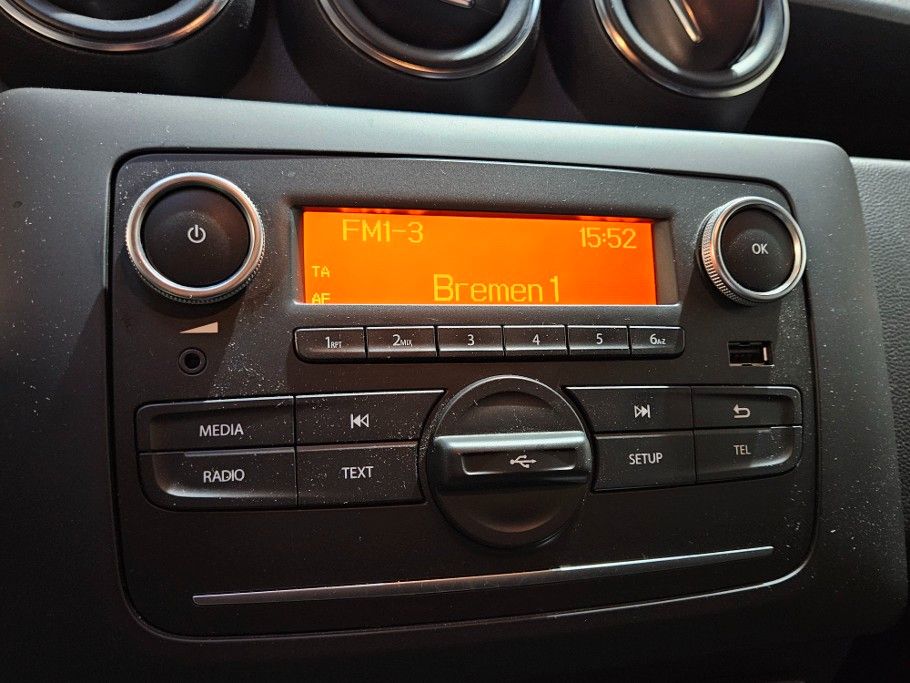 FM1-3 15:52
TA
AF Bremen 1
OK
1RPT 2MIX 3 4 5 6A-Z
MEDIA
RADIO TEXT SETUP TEL